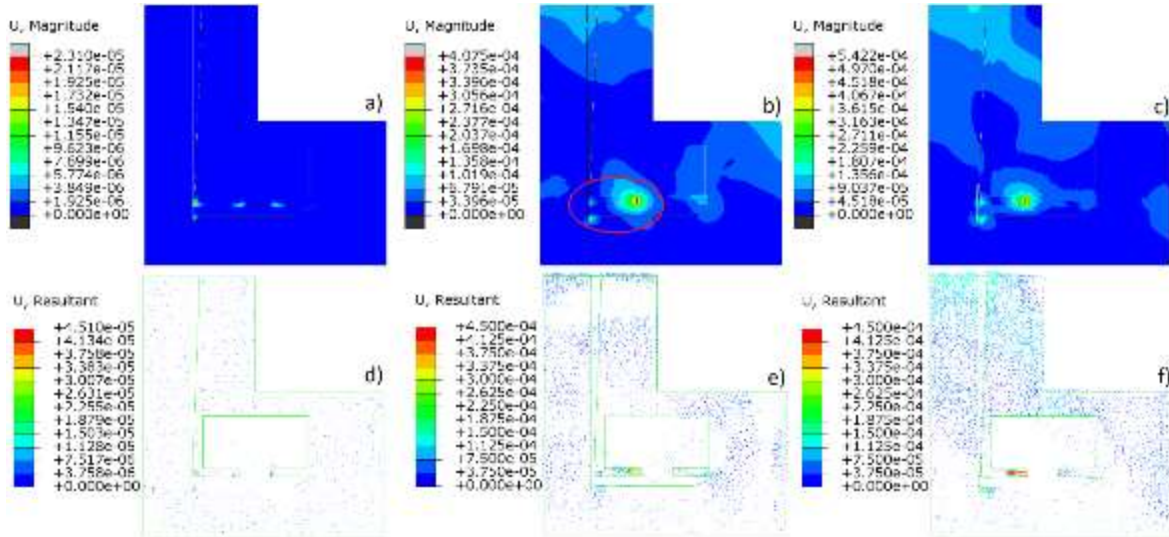 U, Magnitude
+2.310e-05
+2.117e-05
+1.925e-05
+1.732e-05
+1.540e-05
+1.347e-05
+1.155e-05
+9.623e-06
+7.698e-06
+5.774e-06
+3.849e-06
+1.925e-06
+0.000e+00
a)
U, Magnitude
+4.075e-04
+3.735e-04
+3.396e-04
+3.056e-04
+2.716e-04
+2.377e-04
+2.037e-04
+1.698e-04
+1.358e-04
+1.019e-04
+6.791e-05
+3.396e-05
+0.000e+00
b)
U, Magnitude
+5.422e-04
+4.970e-04
+4.518e-04
+4.067e-04
+3.615e-04
+3.163e-04
+2.711e-04
+2.259e-04
+1.807e-04
+1.356e-04
+9.037e-05
+4.518e-05
+0.000e+00
c)
U, Resultant
+4.510e-05
+4.134e-05
+3.758e-05
+3.383e-05
+3.007e-05
+2.631e-05
+2.255e-05
+1.879e-05
+1.503e-05
+1.128e-05
+7.517e-06
+3.758e-06
+0.000e+00
d)
U, Resultant
+4.500e-04
+4.125e-04
+3.750e-04
+3.375e-04
+3.000e-04
+2.625e-04
+2.250e-04
+1.875e-04
+1.500e-04
+1.125e-04
+7.500e-05
+3.750e-05
+0.000e+00
e)
U, Resultant
+4.500e-04
+4.125e-04
+3.750e-04
+3.375e-04
+3.000e-04
+2.625e-04
+2.250e-04
+1.875e-04
+1.500e-04
+1.125e-04
+7.500e-05
+3.750e-05
+0.000e+00
f)